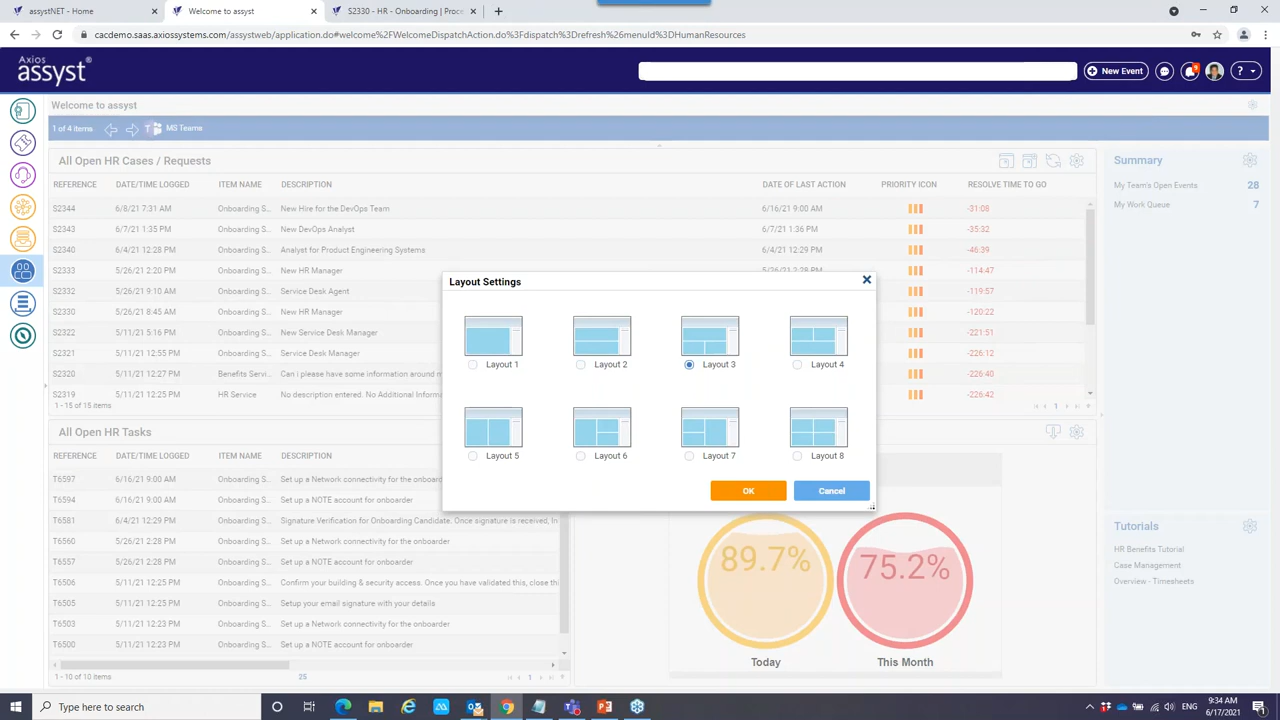 assystNET - Home
Welcome to assyst
S2330 - HR - Onboarding | Proce
cacdemo.saas.axiossystems.com/assystweb/application.do#welcome%2FWelcomeDispatchAction.do%3Fdispatch%3Drefresh%26menuId%3DHumanResources
Axios
assyst®
New Event
?
Welcome to assyst
1 of 4 items
MS Teams
All Open HR Cases / Requests
REFERENCE DATE/TIME LOGGED ITEM NAME DESCRIPTION DATE OF LAST ACTION PRIORITY ICON RESOLVE TIME TO GO
S2344 6/8/21 7:31 AM Onboarding S... New Hire for the DevOps Team 6/16/21 9:00 AM -31:08
S2343 6/7/21 1:35 PM Onboarding S... New DevOps Analyst 6/7/21 1:36 PM -35:32
S2340 6/4/21 12:28 PM Onboarding S... Analyst for Product Engineering Systems 6/4/21 12:29 PM -46:39
S2333 5/26/21 2:20 PM Onboarding S... New HR Manager 5/26/21 2:28 PM -114:47
S2332 5/26/21 9:10 AM Onboarding S... Service Desk Agent -119:57
S2330 5/26/21 8:45 AM Onboarding S... New HR Manager -120:22
S2322 5/11/21 5:16 PM Onboarding S... New Service Desk Manager -221:51
S2321 5/11/21 12:55 PM Onboarding S... Service Desk Manager -226:12
S2320 5/11/21 12:27 PM Benefits Servi... Can i please have some information around m -226:40
S2319 5/11/21 12:25 PM HR Service No description entered. No Additional Informa -226:42
1 - 15 of 15 items
1
Summary
My Team's Open Events 28
My Work Queue 7
Layout Settings
Layout 1 Layout 2 Layout 3 Layout 4
Layout 5 Layout 6 Layout 7 Layout 8
OK Cancel
All Open HR Tasks
REFERENCE DATE/TIME LOGGED ITEM NAME DESCRIPTION
T6597 6/16/21 9:00 AM Onboarding S... Set up a Network connectivity for the onboarder
T6594 6/16/21 9:00 AM Onboarding S... Set up a NOTE account for onboarder
T6581 6/4/21 12:29 PM Onboarding S... Signature Verification for Onboarding Candidate. Once signature is received, In
T6560 5/26/21 2:28 PM Onboarding S... Set up a Network connectivity for the onboarder
T6557 5/26/21 2:28 PM Onboarding S... Set up a NOTE account for onboarder
T6506 5/11/21 12:25 PM Onboarding S... Confirm your building & security access. Once you have validated this, close thi
T6505 5/11/21 12:25 PM Onboarding S... Setup your email signature with your details
T6503 5/11/21 12:23 PM Onboarding S... Set up a Network connectivity for the onboarder
T6500 5/11/21 12:23 PM Onboarding S... Set up a NOTE account for onboarder
1 - 10 of 10 items 25 1
89.7% 75.2%
Today This Month
Tutorials
HR Benefits Tutorial
Case Management
Overview - Timesheets
Type here to search
ENG
9:34 AM
6/17/2021